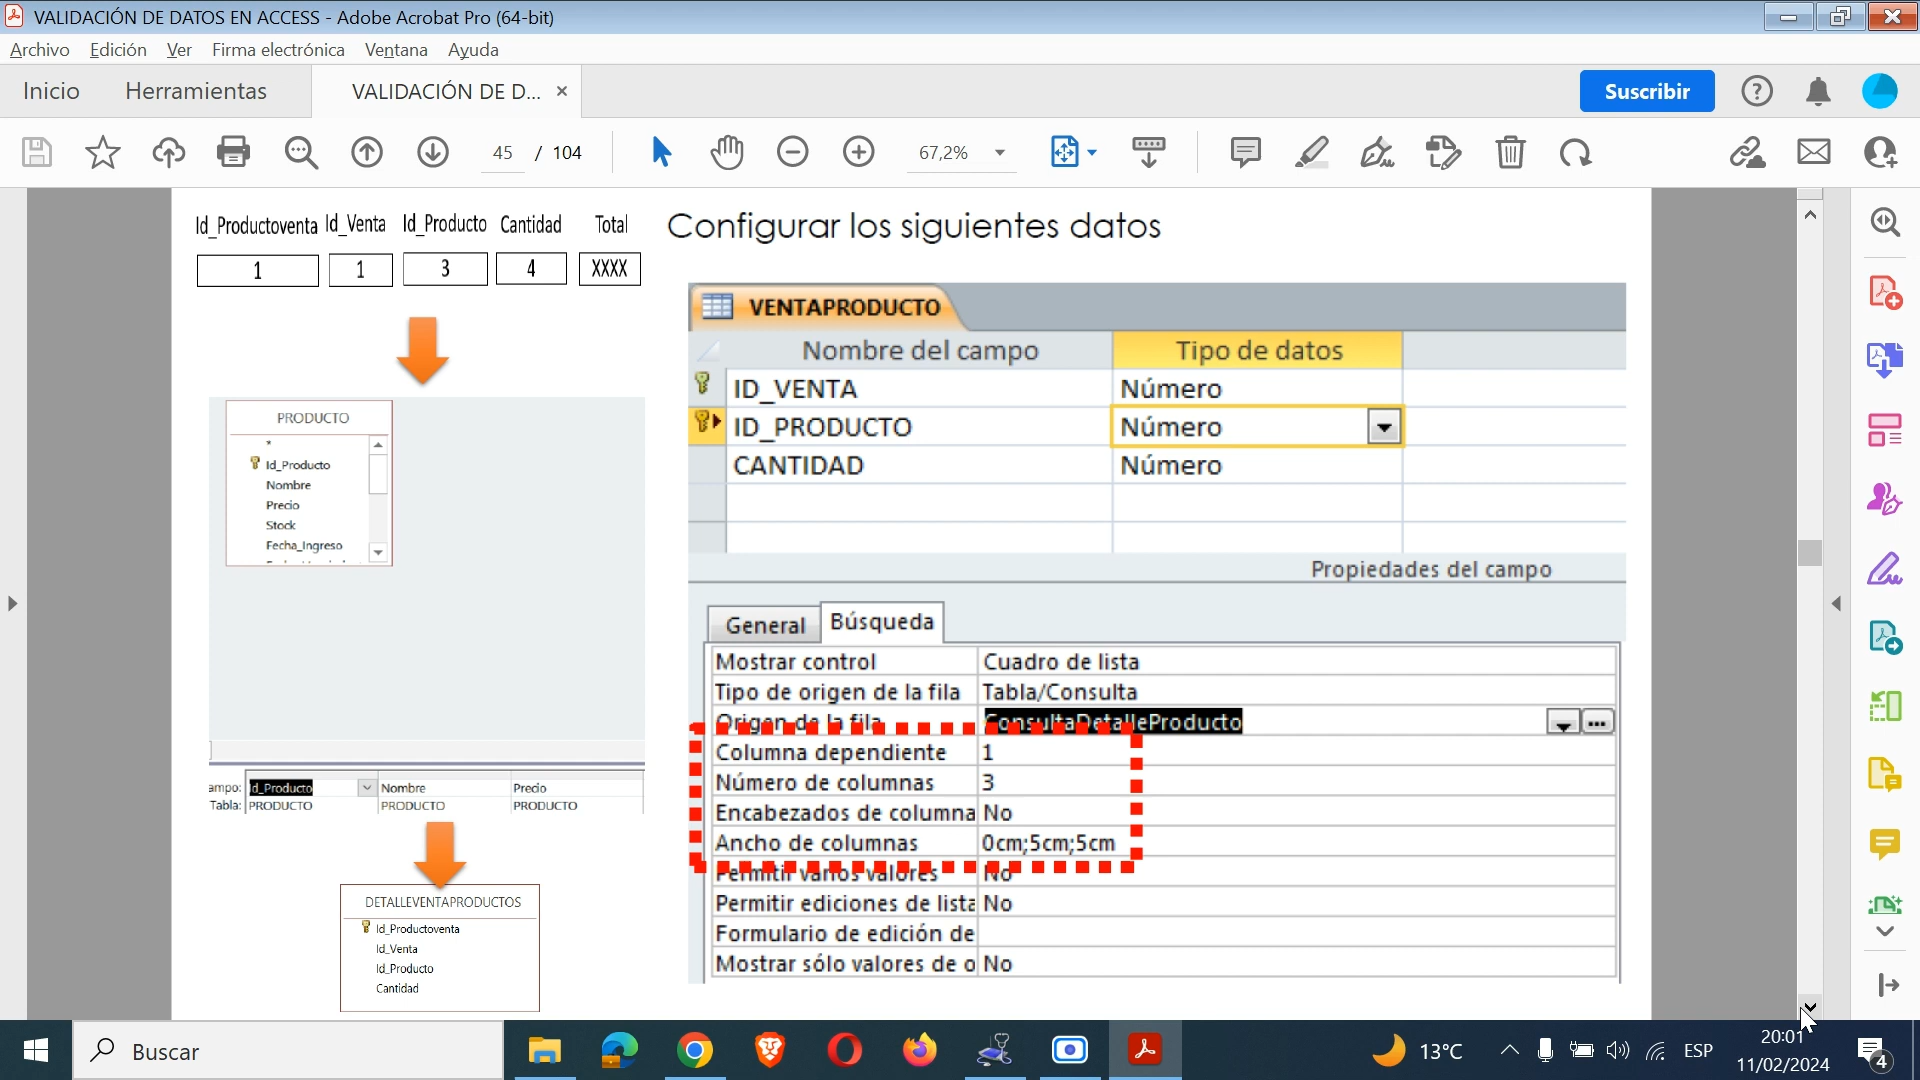 VALIDACIÓN DE DATOS EN ACCESS - Adobe Acrobat Pro (64-bit)
Archivo Edición Ver Firma electrónica Ventana Ayuda
Inicio Herramientas VALIDACIÓN DE D... Suscribir
45 / 104 67,2%
Id_Productoventa Id_Venta Id_Producto Cantidad Total
1 1 3 4 XXXX
PRODUCTO
*
Id_Producto
Nombre
Precio
Stock
Fecha_Ingreso
ampo: Id_Producto Nombre Precio
Tabla: PRODUCTO PRODUCTO PRODUCTO
DETALLEVENTAPRODUCTOS
Id_Productoventa
Id_Venta
Id_Producto
Cantidad
Configurar los siguientes datos
VENTAPRODUCTO
Nombre del campo Tipo de datos
ID_VENTA Número
ID_PRODUCTO Número
CANTIDAD Número
Propiedades del campo
General Búsqueda
Mostrar control Cuadro de lista
Tipo de origen de la fila Tabla/Consulta
Origen de la fila ConsultaDetalleProducto
Columna dependiente 1
Número de columnas 3
Encabezados de columna No
Ancho de columnas 0cm;5cm;5cm
Permitir varios valores No
Permitir ediciones de lista No
Formulario de edición de
Mostrar sólo valores de o No
Buscar
13°C
ESP
20:01
11/02/2024
4